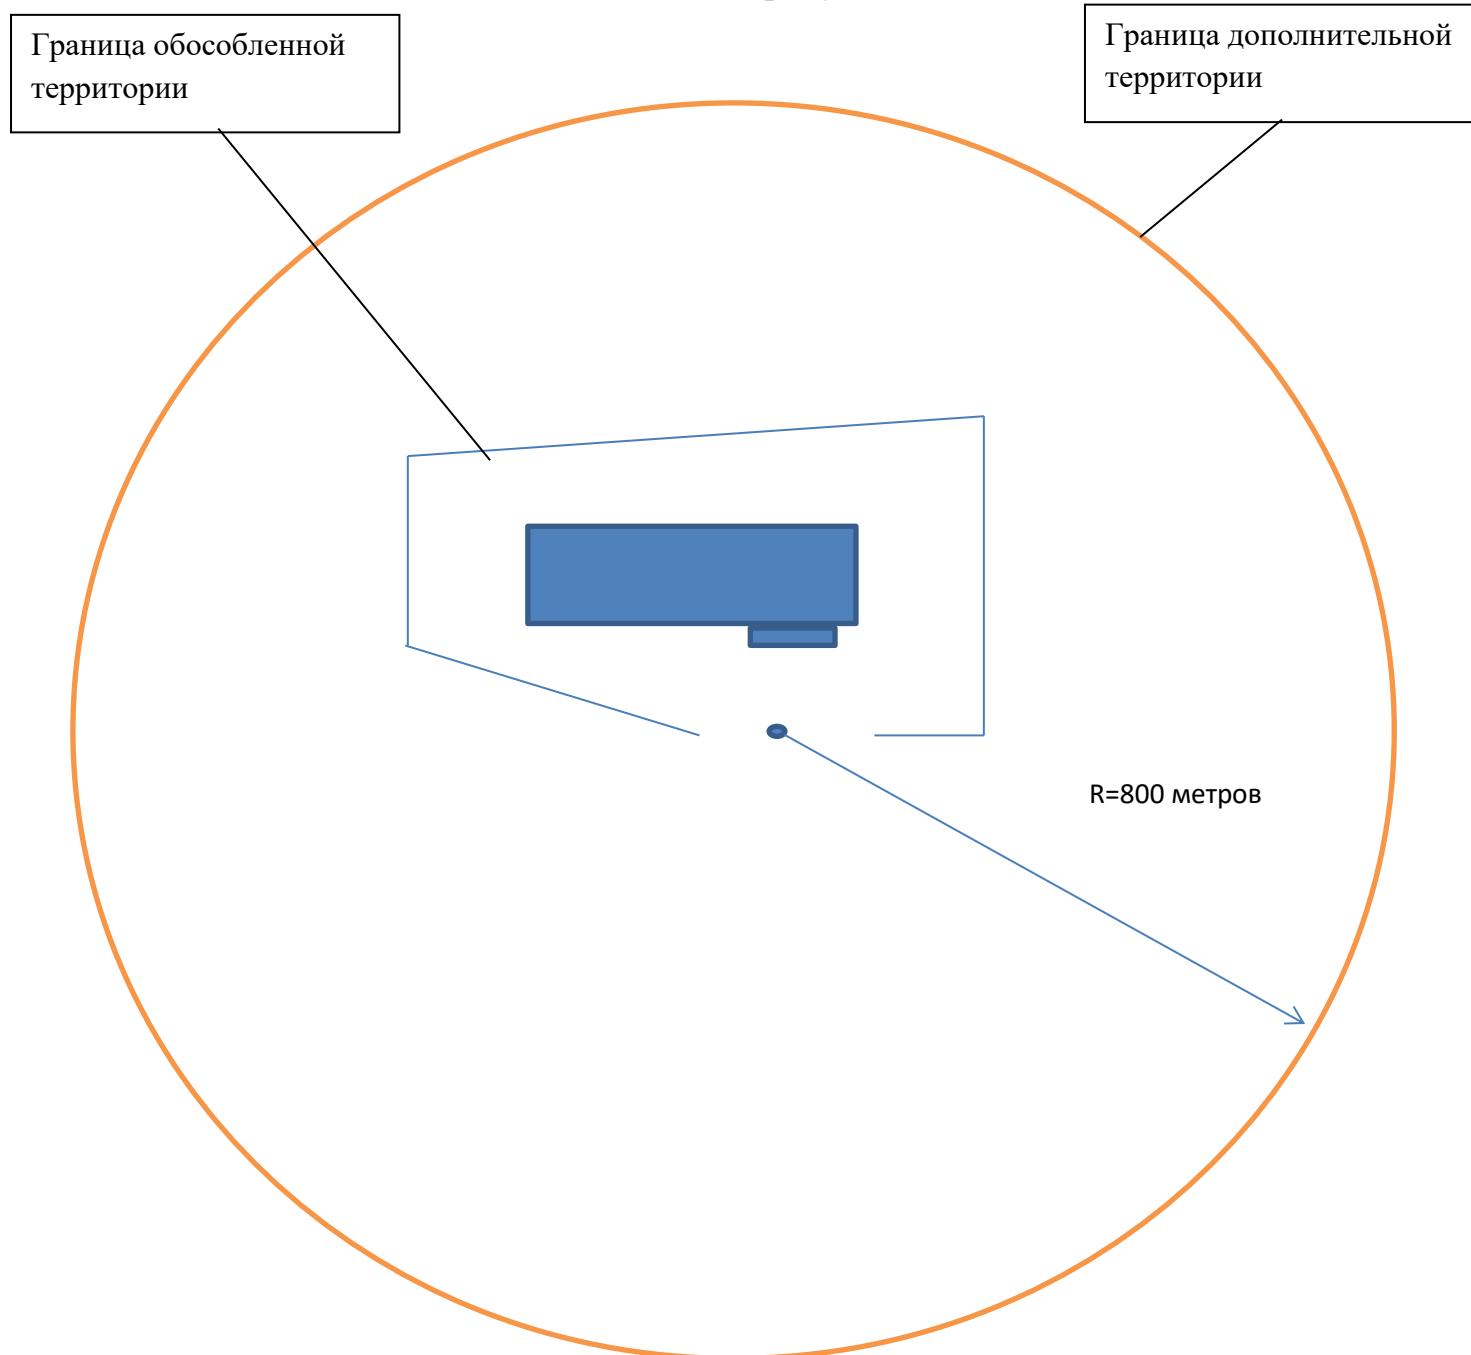 Граница обособленной
территории
Граница дополнительной
территории
R=800 метров